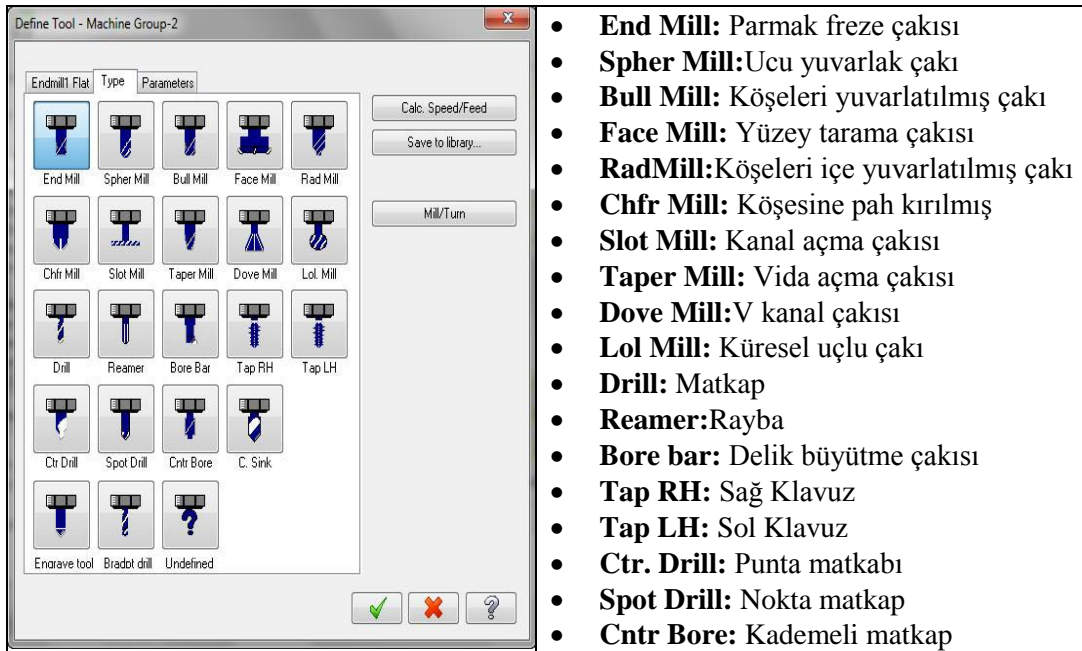 Define Tool - Machine Group-2
Endmill1 Flat Type Parameters
Calc. Speed/Feed
Save to library...
Mill/Turn
End Mill Spher Mill Bull Mill Face Mill Rad Mill
Chfr Mill Slot Mill Taper Mill Dove Mill Lol. Mill
Drill Reamer Bore Bar Tap RH Tap LH
Ctr Drill Spot Drill Cntr Bore C. Sink
Engrave tool Bradpt drill Undefined
• End Mill: Parmak freze çakısı
• Spher Mill:Ucu yuvarlak çakı
• Bull Mill: Köşeleri yuvarlatılmış çakı
• Face Mill: Yüzey tarama çakısı
• RadMill:Köşeleri içe yuvarlatılmış çakı
• Chfr Mill: Köşesine pah kırılmış
• Slot Mill: Kanal açma çakısı
• Taper Mill: Vida açma çakısı
• Dove Mill:V kanal çakısı
• Lol Mill: Küresel uçlu çakı
• Drill: Matkap
• Reamer:Rayba
• Bore bar: Delik büyütme çakısı
• Tap RH: Sağ Klavuz
• Tap LH: Sol Klavuz
• Ctr. Drill: Punta matkabı
• Spot Drill: Nokta matkap
• Cntr Bore: Kademeli matkap